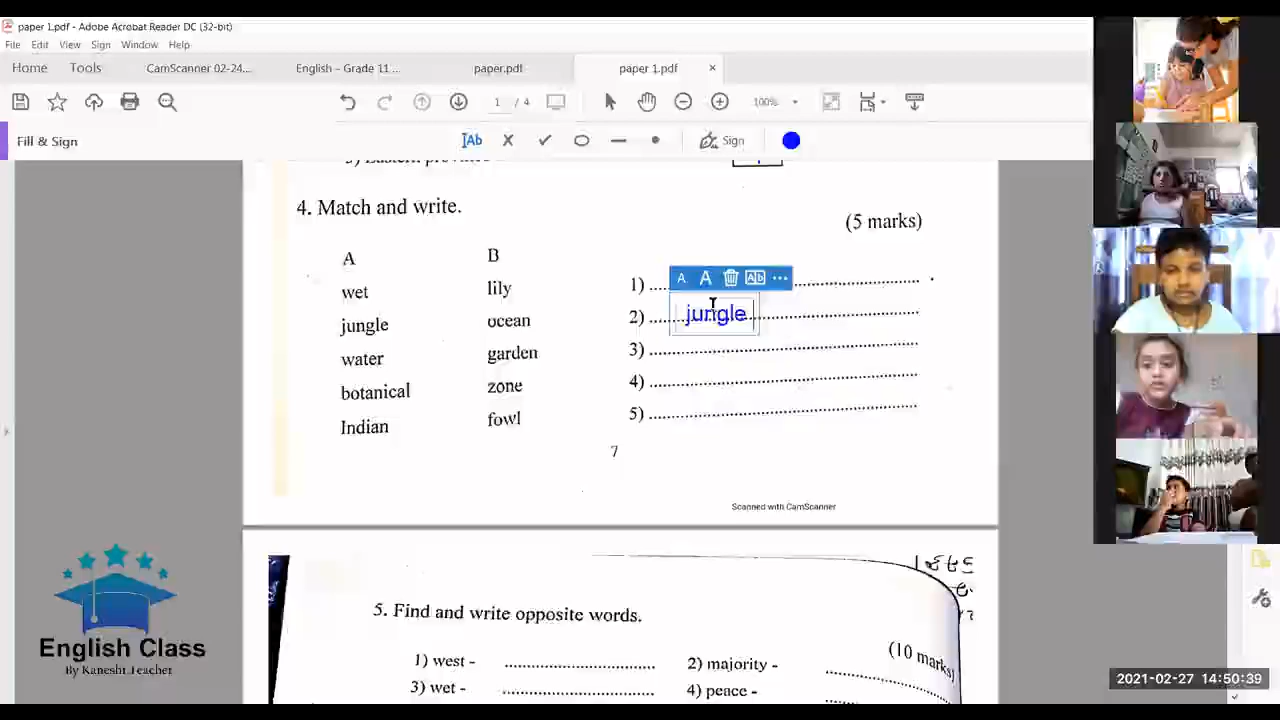 paper 1.pdf - Adobe Acrobat Reader DC (32-bit)
File Edit View Sign Window Help
Home Tools CamScanner 02-24... English - Grade 11 ... paper.pdf paper 1.pdf ×
1 / 4 100%
Fill & Sign IAb Sign
4. Match and write.
(5 marks)
A B
wet lily
jungle ocean
water garden
botanical zone
Indian fowl
A A Ab ...
1) ....................
2) jungle ....................
3) ....................
4) ....................
5) ....................
7
Scanned with CamScanner
5. Find and write opposite words.
(10 marks)
1) west - .................... 2) majority - ....................
3) wet - .................... 4) peace - ....................
English Class
By Kaneshi Teacher
2021-02-27 14:50:39